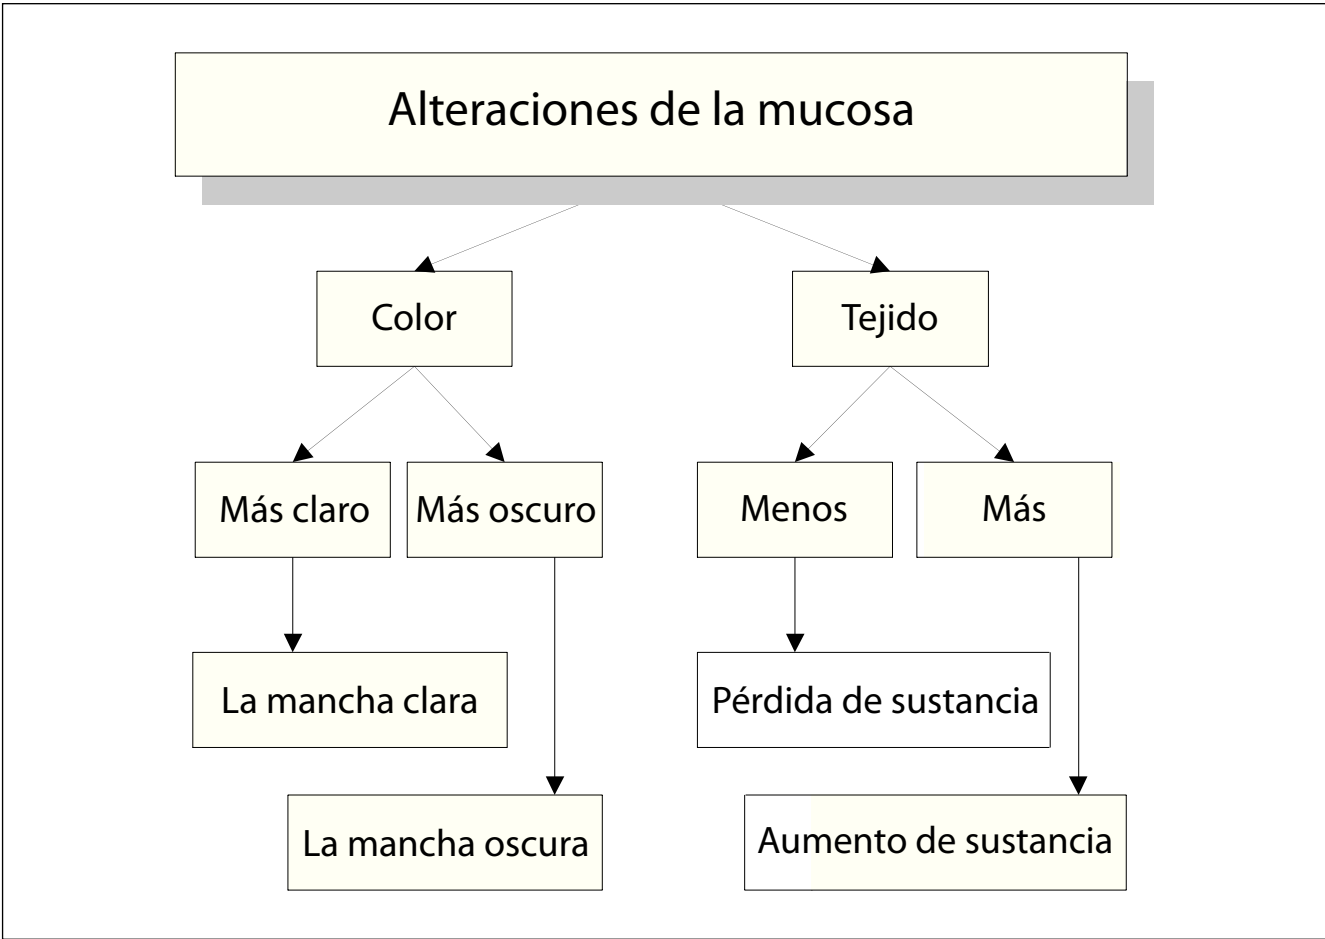 Alteraciones de la mucosa
Color
Tejido
Más claro
Más oscuro
Menos
Más
La mancha clara
Pérdida de sustancia
La mancha oscura
Aumento de sustancia